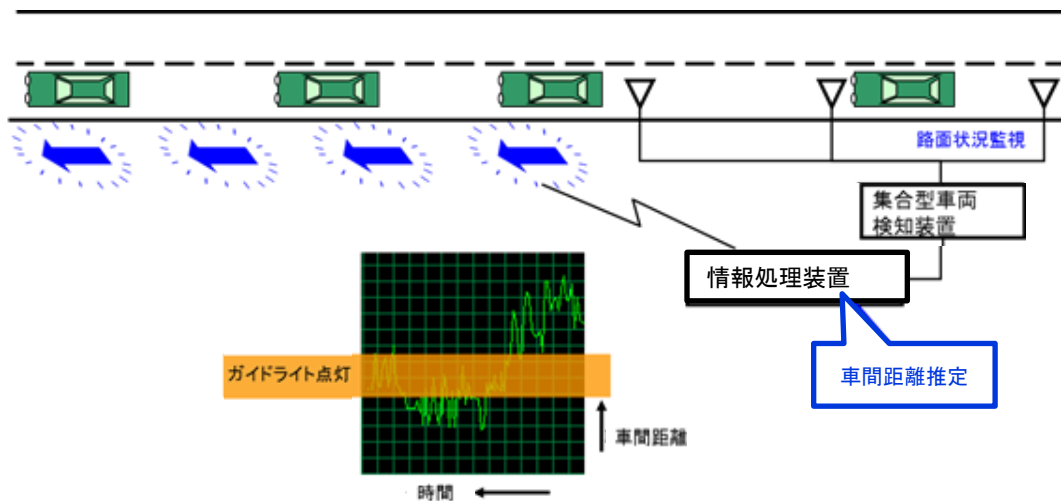 路面状況監視
集合型車両
検知装置
情報処理装置
車間距離推定
ガイドライト点灯
車間距離
時間